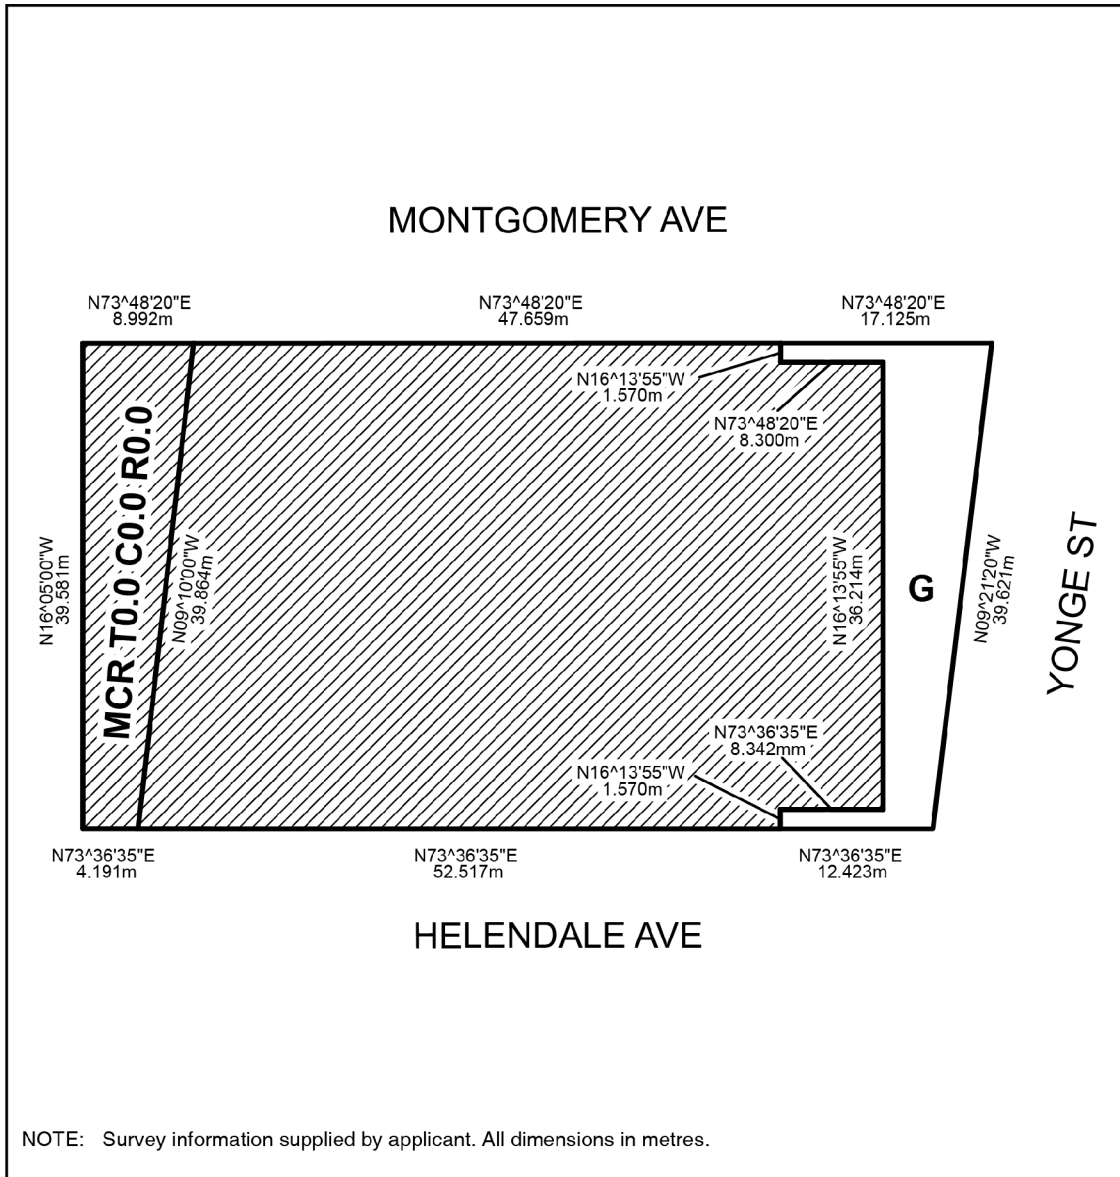 MONTGOMERY AVE
N73^48'20"E
8.992m
N73^48'20"E
47.659m
N73^48'20"E
17.125m
N16^13'55"W
1.570m
N73^48'20"E
8.300m
N16^05'00"W
39.581m
MCR T0.0 C0.0 R0.0
N09^10'00"W
39.864m
N16^13'55"W
36.214m
G
N09^21'20"W
39.621m
YONGE ST
N73^36'35"E
8.342mm
N16^13'55"W
1.570m
N73^36'35"E
4.191m
N73^36'35"E
52.517m
N73^36'35"E
12.423m
HELENDALE AVE
NOTE: Survey information supplied by applicant. All dimensions in metres.